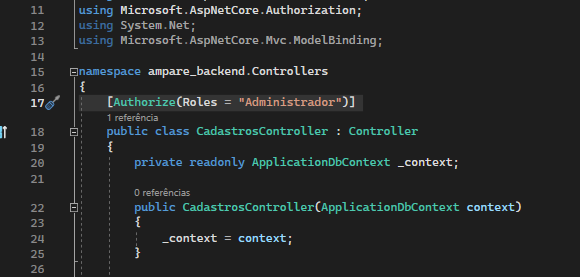 11 using Microsoft.AspNetCore.Authorization;
12 using System.Net;
13 using Microsoft.AspNetCore.Mvc.ModelBinding;
14
15 namespace ampare_backend.Controllers
16 {
17 [Authorize(Roles = "Administrador")]
1 referência
18 public class CadastrosController : Controller
19 {
20 private readonly ApplicationDbContext _context;
21
0 referências
22 public CadastrosController(ApplicationDbContext context)
23 {
24 _context = context;
25 }
26